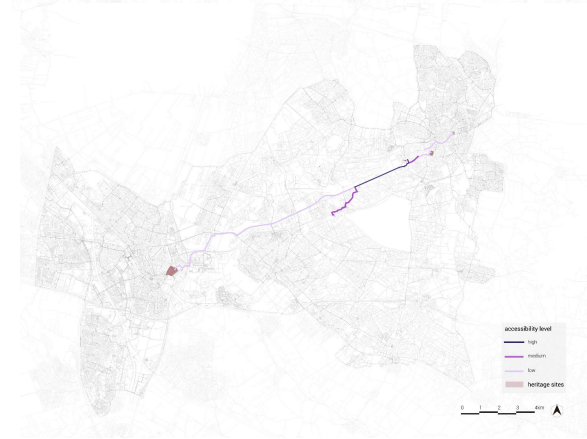 accessibility level
high
medium
low
heritage sites
0 1 2 3 4km